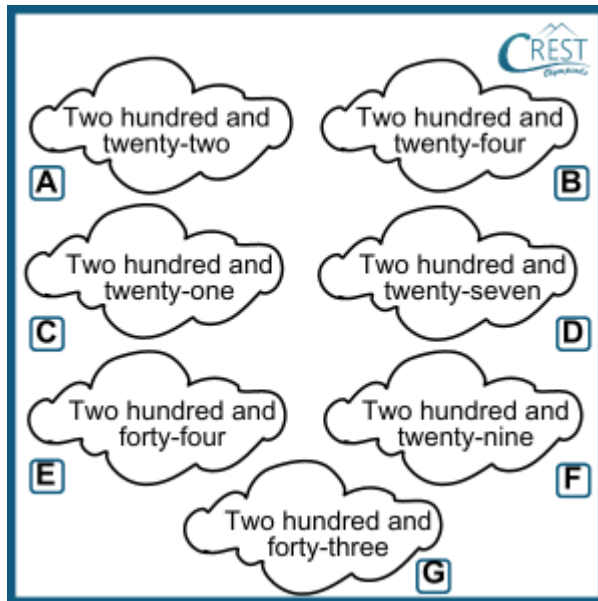 CREST
Olympiads
Two hundred and
twenty-two
A
Two hundred and
twenty-four
B
Two hundred and
twenty-one
C
Two hundred and
twenty-seven
D
Two hundred and
forty-four
E
Two hundred and
twenty-nine
F
Two hundred and
forty-three
G